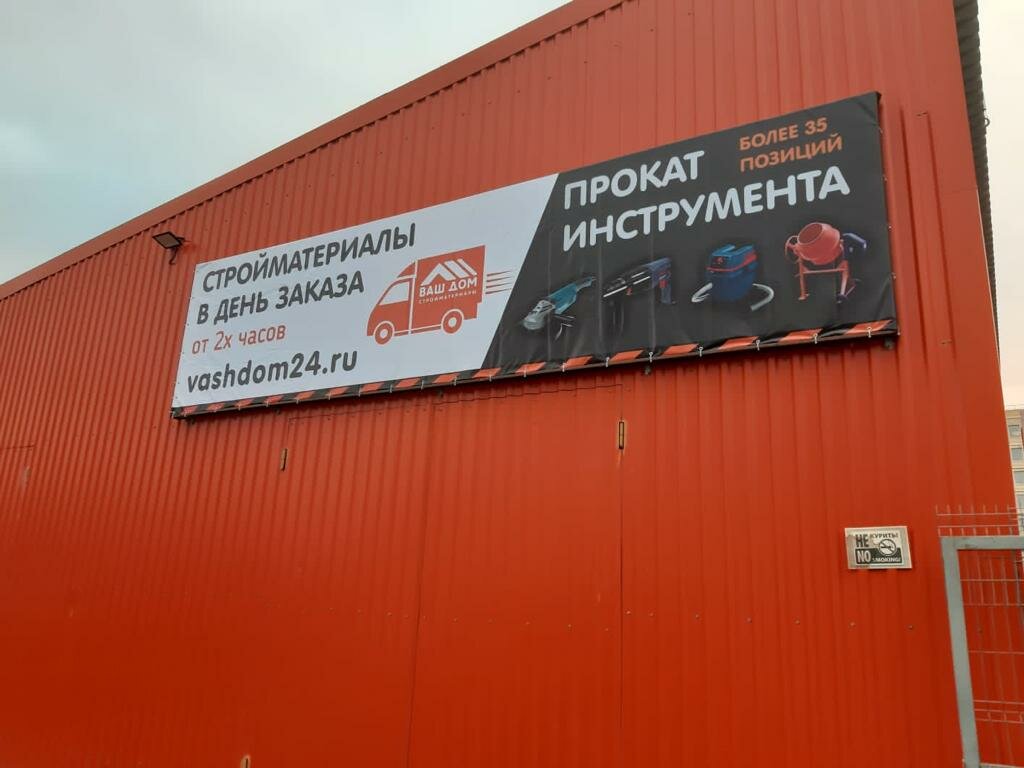 СТРОЙМАТЕРИАЛЫ
В ДЕНЬ ЗАКАЗА
от 2х часов
vashdom24.ru
ВАШ ДОМ
СТРОЙМАТЕРИАЛЫ
ПРОКАТ
ИНСТРУМЕНТА
БОЛЕЕ 35
ПОЗИЦИЙ
НЕ КУРИТЬ!
NO SMOKING!